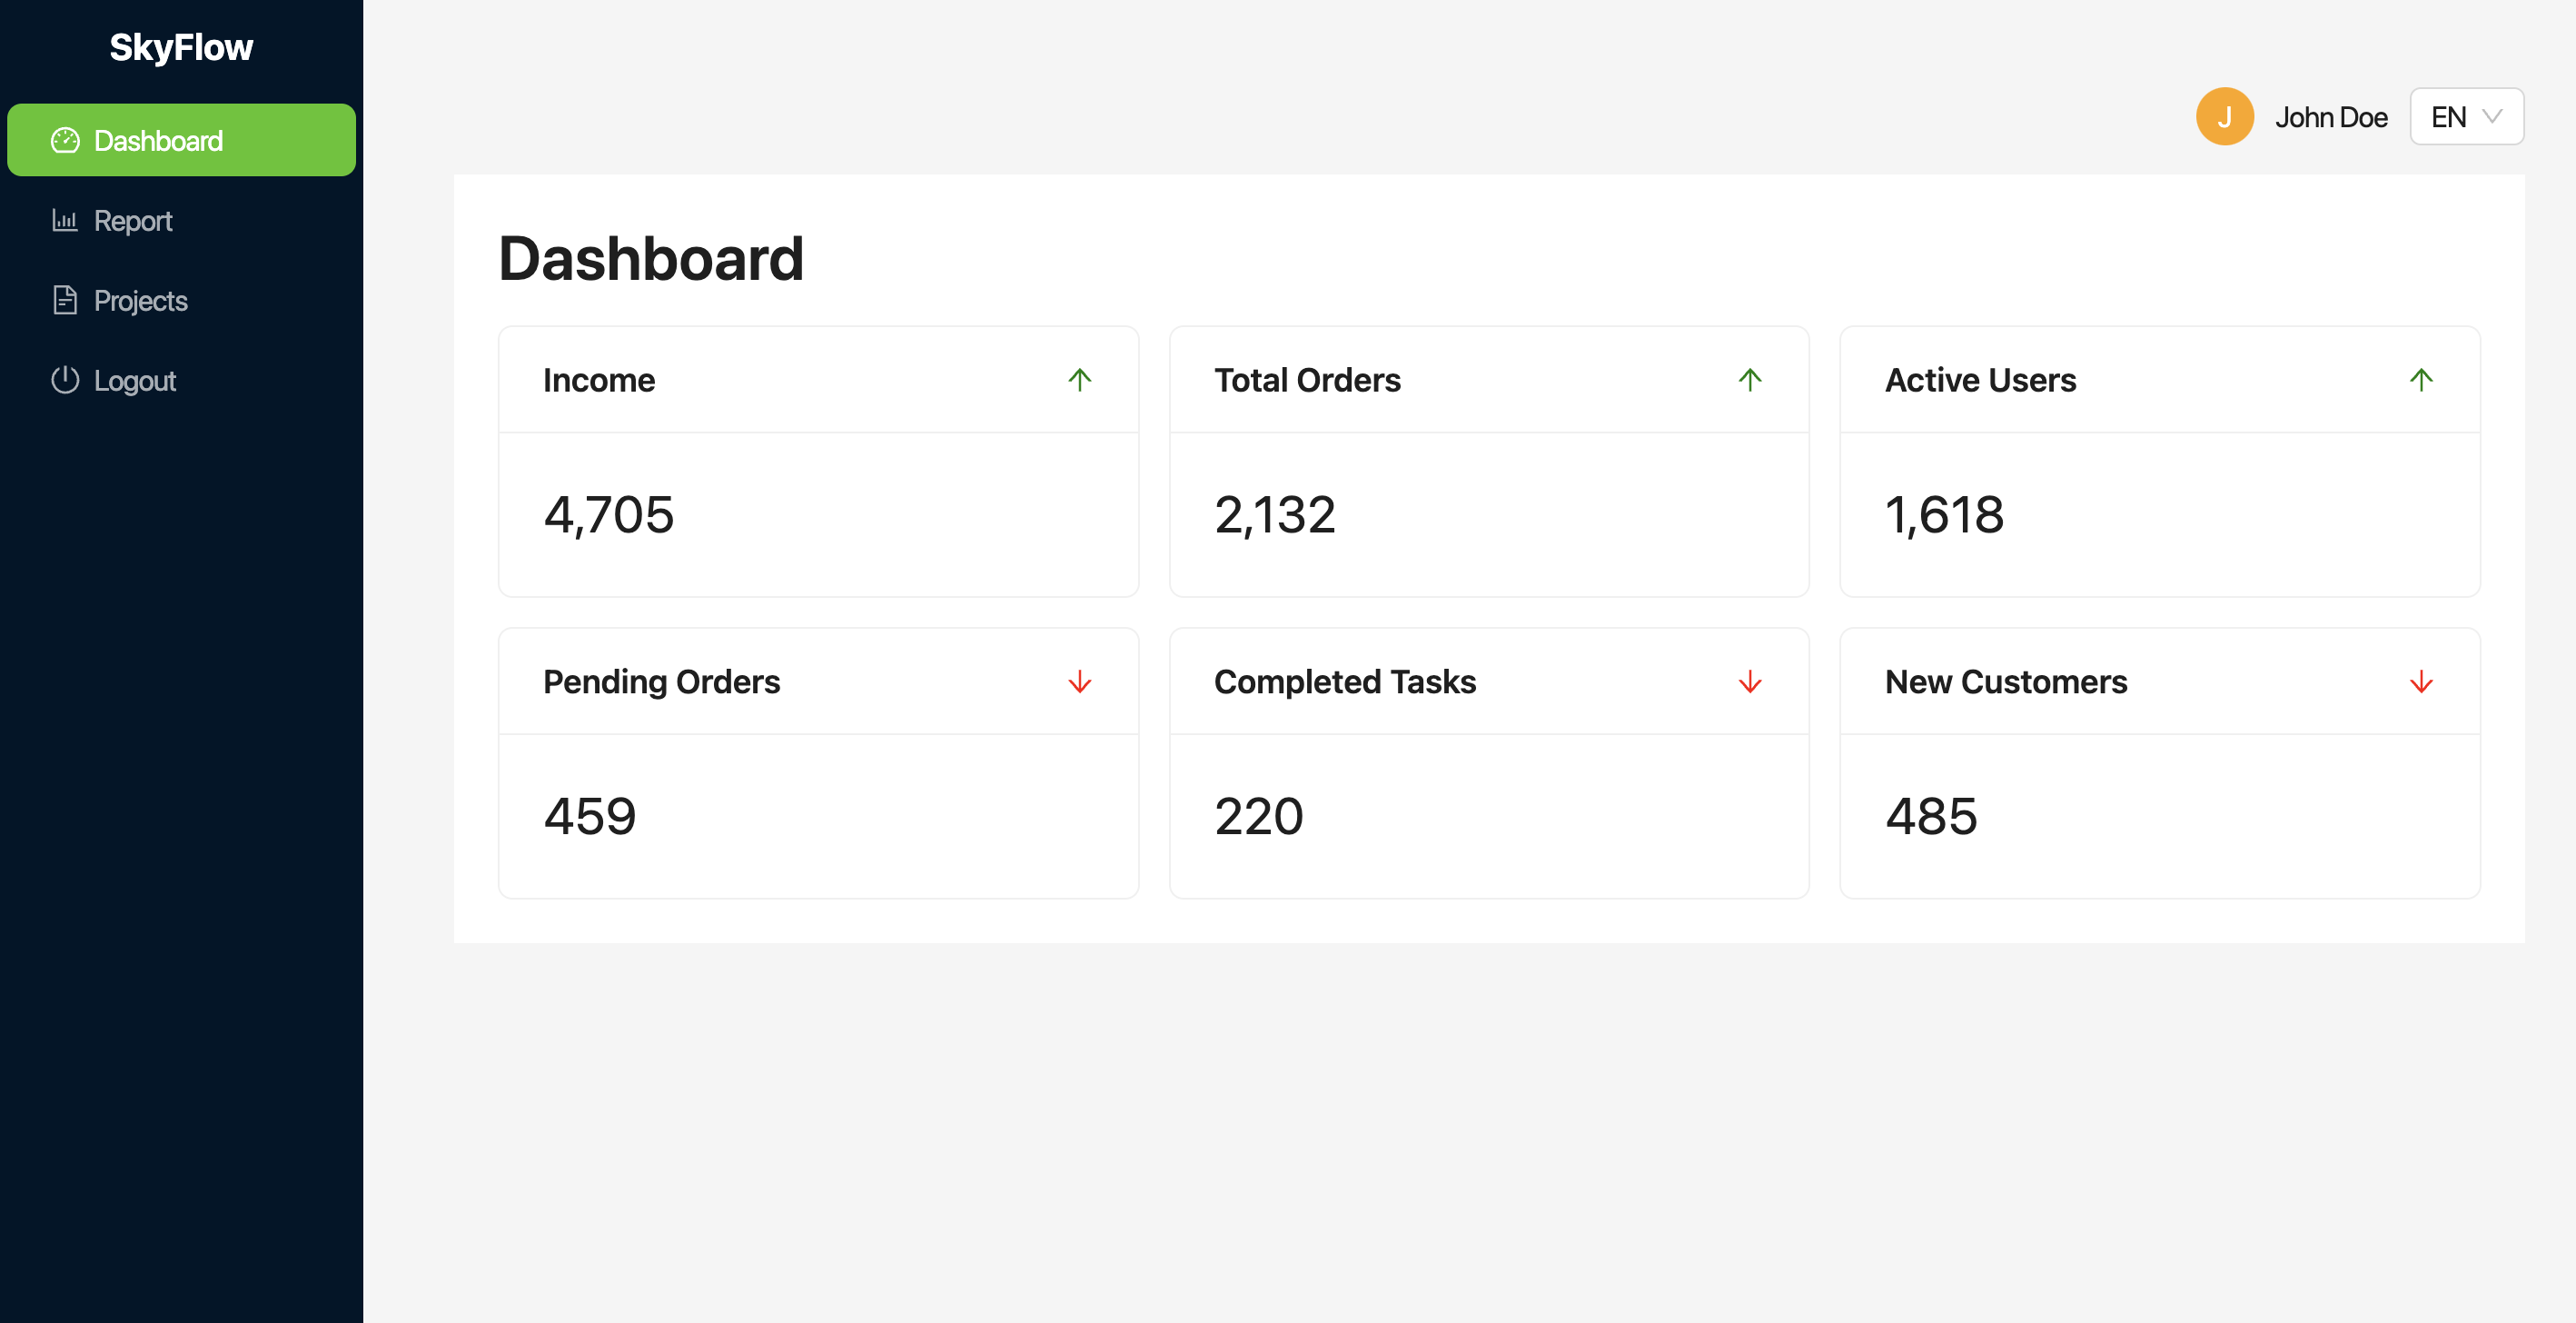 SkyFlow
Dashboard
Report
Projects
Logout
J
John Doe
EN
Dashboard
Income
Total Orders
Active Users
4,705
2,132
1,618
Pending Orders
Completed Tasks
New Customers
459
220
485